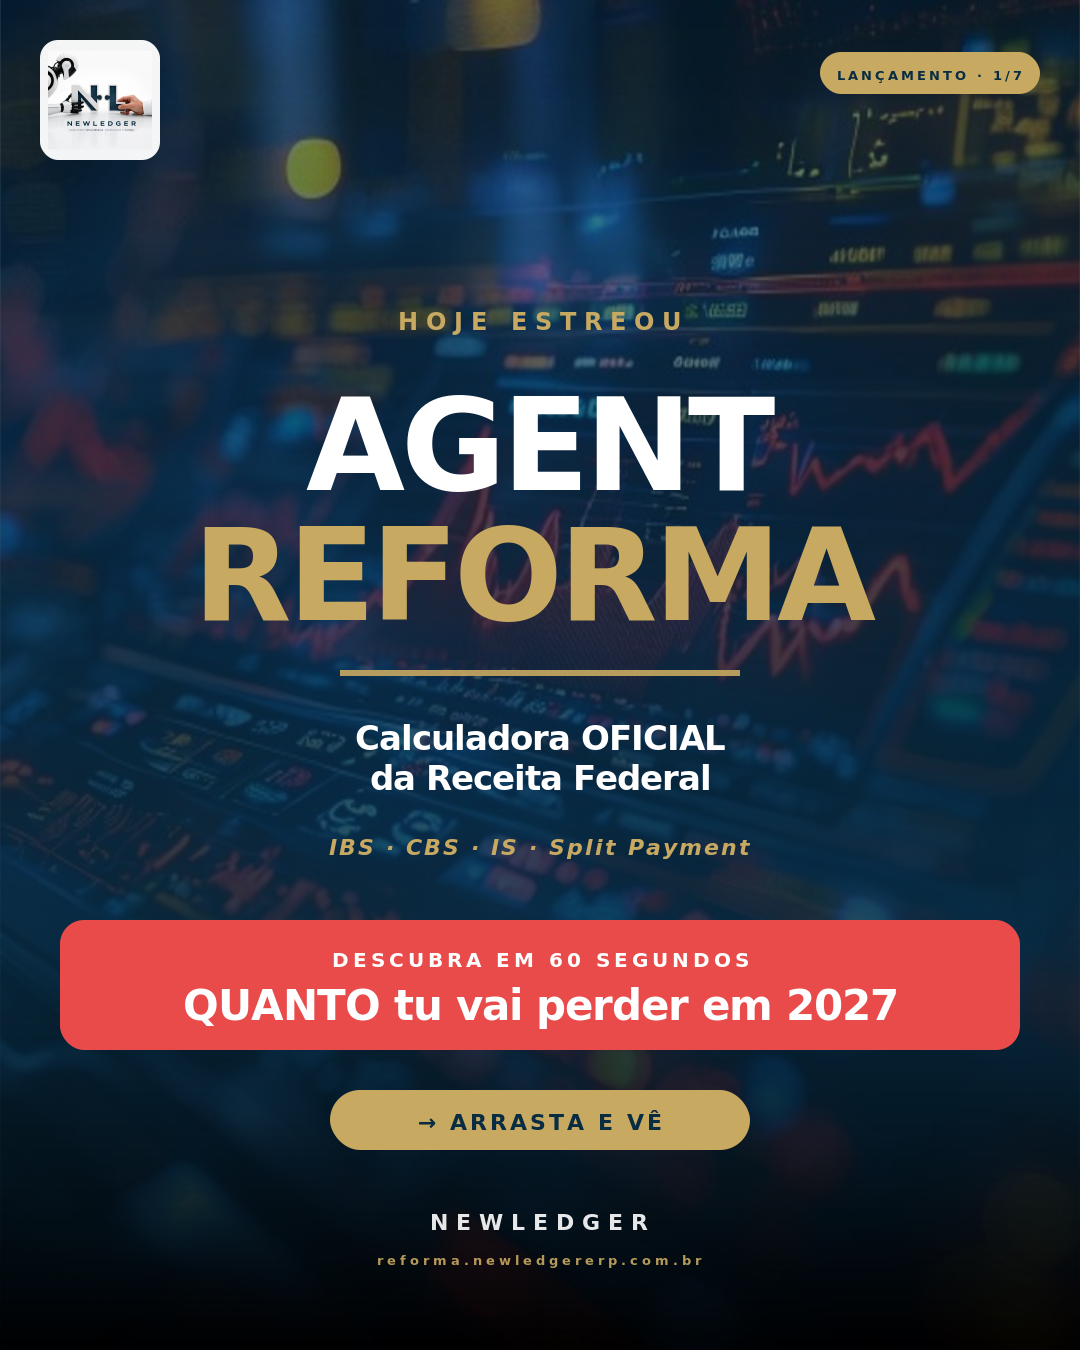 NHL
NEWLEDGER
LANÇAMENTO · 1/7
HOJE ESTREOU
AGENT
REFORMA
Calculadora OFICIAL
da Receita Federal
IBS · CBS · IS · Split Payment
DESCUBRA EM 60 SEGUNDOS
QUANTO tu vai perder em 2027
→ ARRASTA E VÊ
NEWLEDGER
reforma.newledgererp.com.br